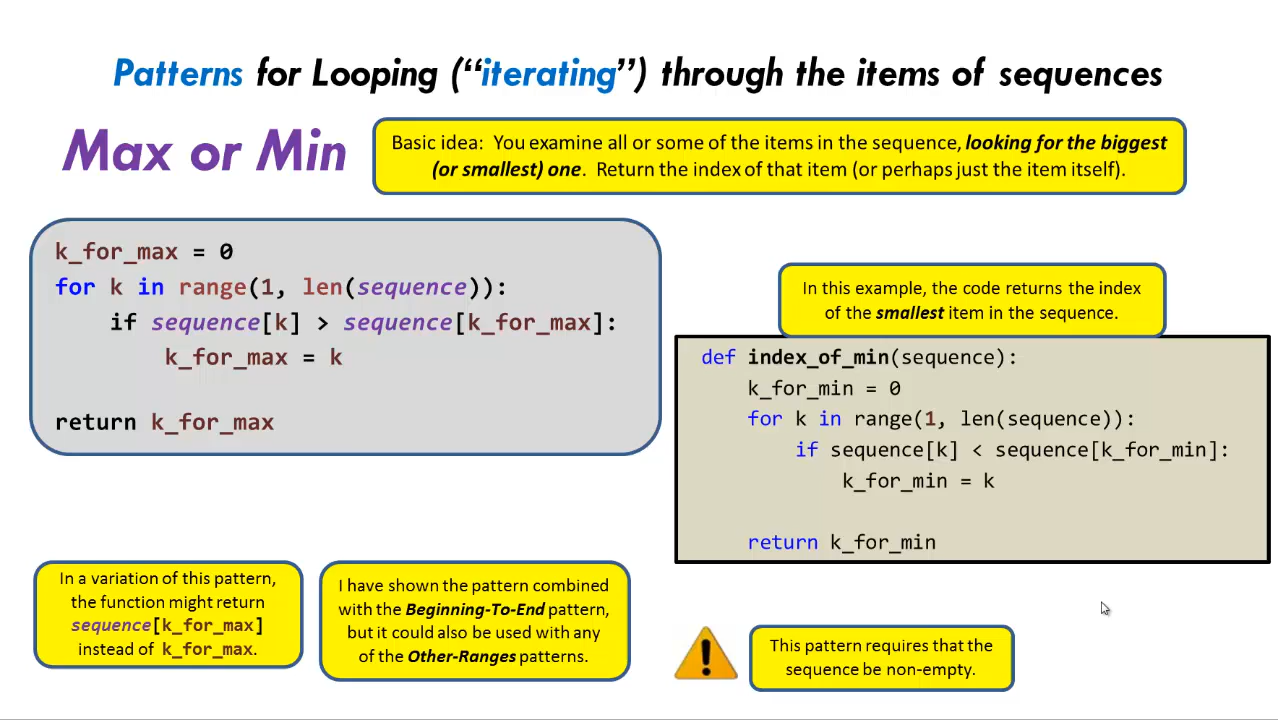 Patterns for Looping (“iterating”) through the items of sequences
Max or Min
Basic idea: You examine all or some of the items in the sequence, looking for the biggest
(or smallest) one. Return the index of that item (or perhaps just the item itself).
k_for_max = 0
for k in range(1, len(sequence)):
    if sequence[k] > sequence[k_for_max]:
        k_for_max = k
return k_for_max
In this example, the code returns the index
of the smallest item in the sequence.
def index_of_min(sequence):
    k_for_min = 0
    for k in range(1, len(sequence)):
        if sequence[k] < sequence[k_for_min]:
            k_for_min = k
    return k_for_min
In a variation of this pattern,
the function might return
sequence[k_for_max]
instead of k_for_max.
I have shown the pattern combined
with the Beginning-To-End pattern,
but it could also be used with any
of the Other-Ranges patterns.
This pattern requires that the
sequence be non-empty.